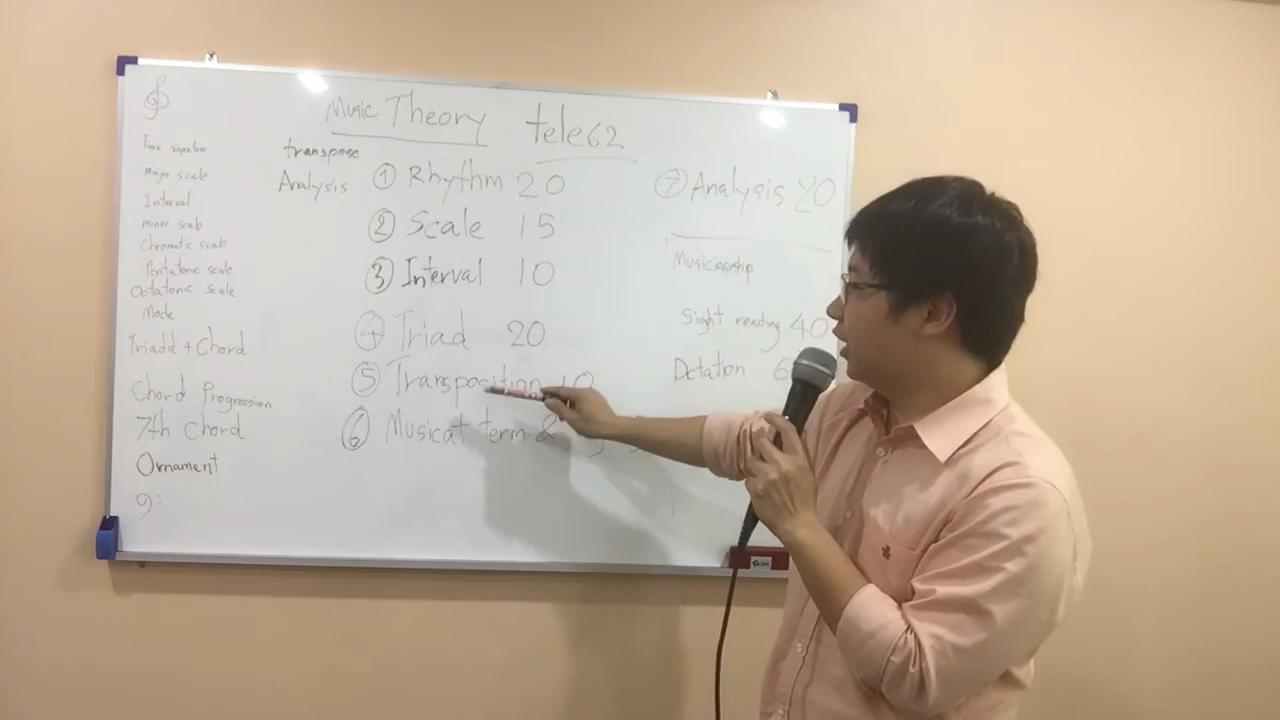 Music Theory tele62
Time signature
Major scale
Interval
minor scale
Chromatic scale
Pentatonic scale
Octatonic scale
Mode
Triadd + Chord
Chord Progression
7th Chord
Ornament
transpose
Analysis
① Rhythm 20
② Scale 15
③ Interval 10
④ Triad 20
⑤ Transposition 10
⑥ Musical term &
⑦ Analysis 20
Musicianship
Sight reading 40
Dictation 6